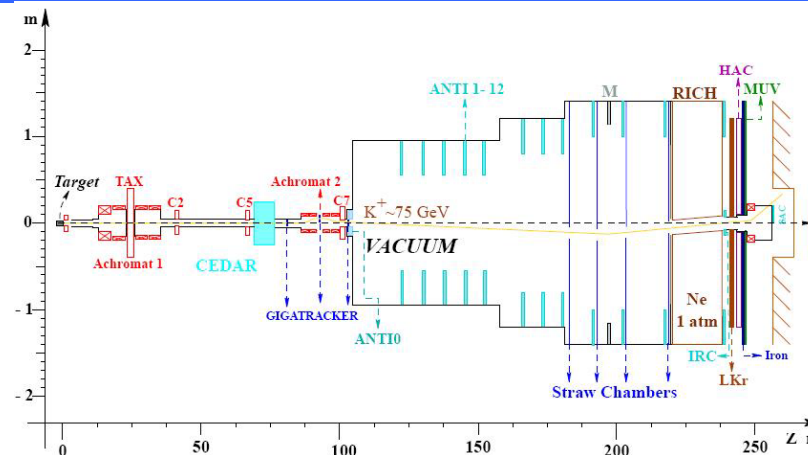 m
2
1
0
- 1
- 2
ANTI 1- 12
M
RICH
HAC
MUV
Target
TAX
C2
C5
Achromat 2
C7
K+~75 GeV
VACUUM
Achromat 1
CEDAR
GIGATRACKER
ANTI0
SAC
Ne
1 atm
IRC
Iron
LKr
Straw Chambers
0
50
100
150
200
250
Z